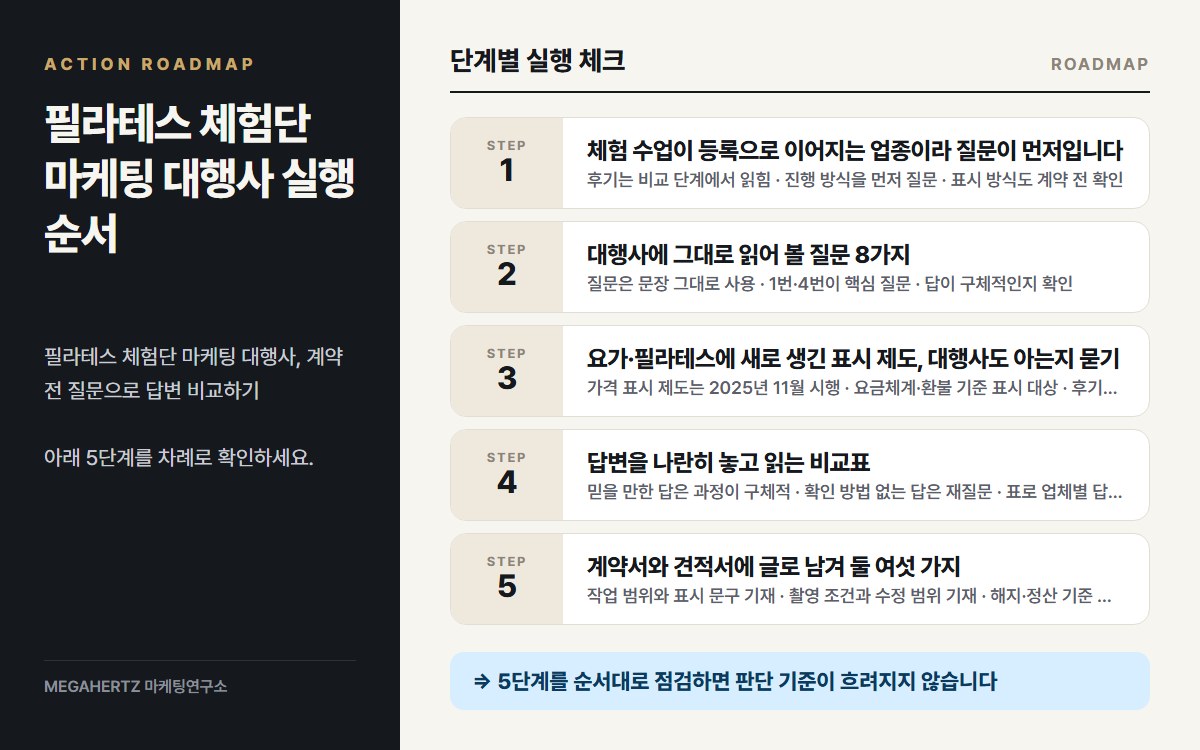 ACTION ROADMAP
필라테스 체험단
마케팅 대행사 실행
순서
필라테스 체험단 마케팅 대행사, 계약
전 질문으로 답변 비교하기
아래 5단계를 차례로 확인하세요.
MEGAHERTZ 마케팅연구소
단계별 실행 체크
ROADMAP
STEP
1
체험 수업이 등록으로 이어지는 업종이라 질문이 먼저입니다
후기는 비교 단계에서 읽힘 · 진행 방식을 먼저 질문 · 표시 방식도 계약 전 확인
STEP
2
대행사에 그대로 읽어 볼 질문 8가지
질문은 문장 그대로 사용 · 1번·4번이 핵심 질문 · 답이 구체적인지 확인
STEP
3
요가·필라테스에 새로 생긴 표시 제도, 대행사도 아는지 묻기
가격 표시 제도는 2025년 11월 시행 · 요금체계·환불 기준 표시 대상 · 후기...
STEP
4
답변을 나란히 놓고 읽는 비교표
믿을 만한 답은 과정이 구체적 · 확인 방법 없는 답은 재질문 · 표로 업체별 답...
STEP
5
계약서와 견적서에 글로 남겨 둘 여섯 가지
작업 범위와 표시 문구 기재 · 촬영 조건과 수정 범위 기재 · 해지·정산 기준 ...
⇒ 5단계를 순서대로 점검하면 판단 기준이 흐려지지 않습니다